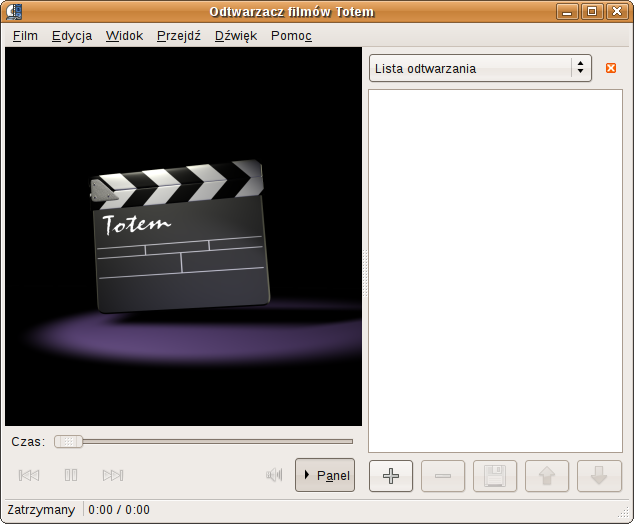 Odtwarzacz filmów Totem
Film Edycja Widok Przejdź Dźwięk Pomoc
Lista odtwarzania
Totem
Czas:
Panel
Zatrzymany 0:00 / 0:00